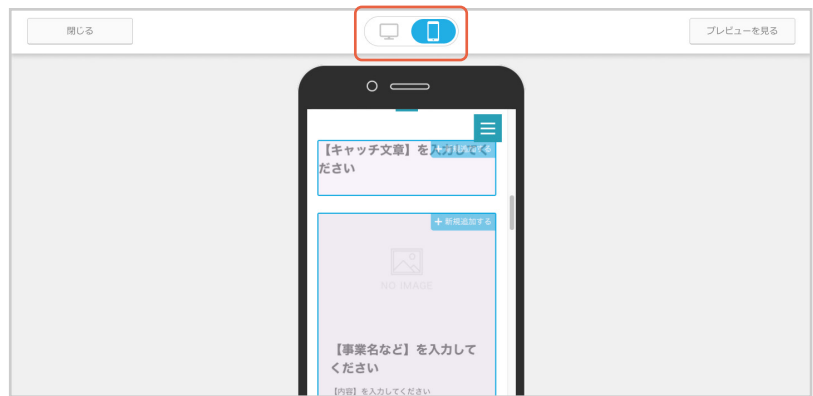 閉じる
プレビューを見る
【キャッチ文章】を入力してく
ださい
+ 新規追加する
NO IMAGE
【事業名など】を入力して
ください
【内容】を入力してください